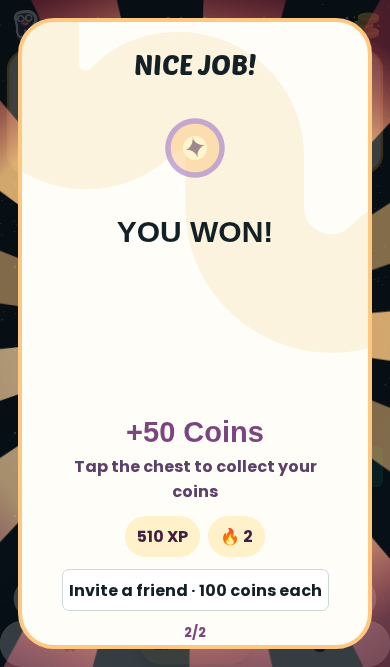 NICE JOB!
YOU WON!
+50 Coins
Tap the chest to collect your
coins
510 XP
🔥 2
Invite a friend · 100 coins each
2/2